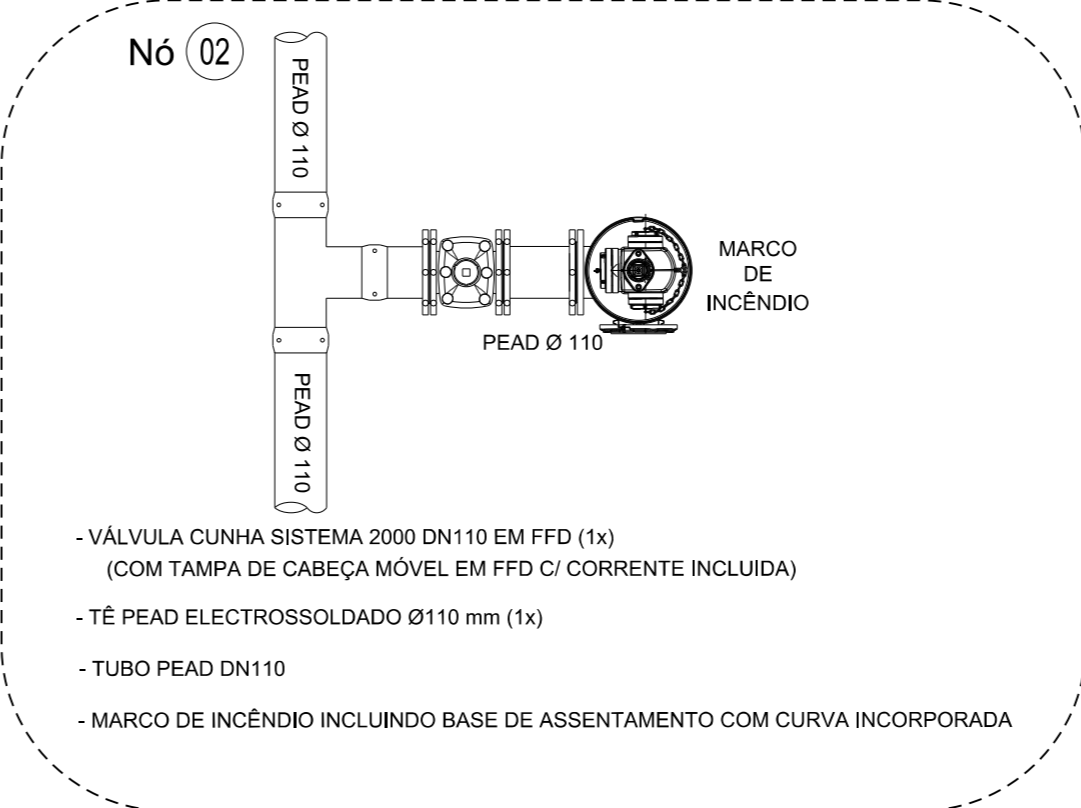 Nó 02
PEAD Ø 110
MARCO
DE
INCÊNDIO
PEAD Ø 110
PEAD Ø 110
- VÁLVULA CUNHA SISTEMA 2000 DN110 EM FFD (1x)
(COM TAMPA DE CABEÇA MÓVEL EM FFD C/ CORRENTE INCLUIDA)
- TÊ PEAD ELECTROSSOLDADO Ø110 mm (1x)
- TUBO PEAD DN110
- MARCO DE INCÊNDIO INCLUINDO BASE DE ASSENTAMENTO COM CURVA INCORPORADA